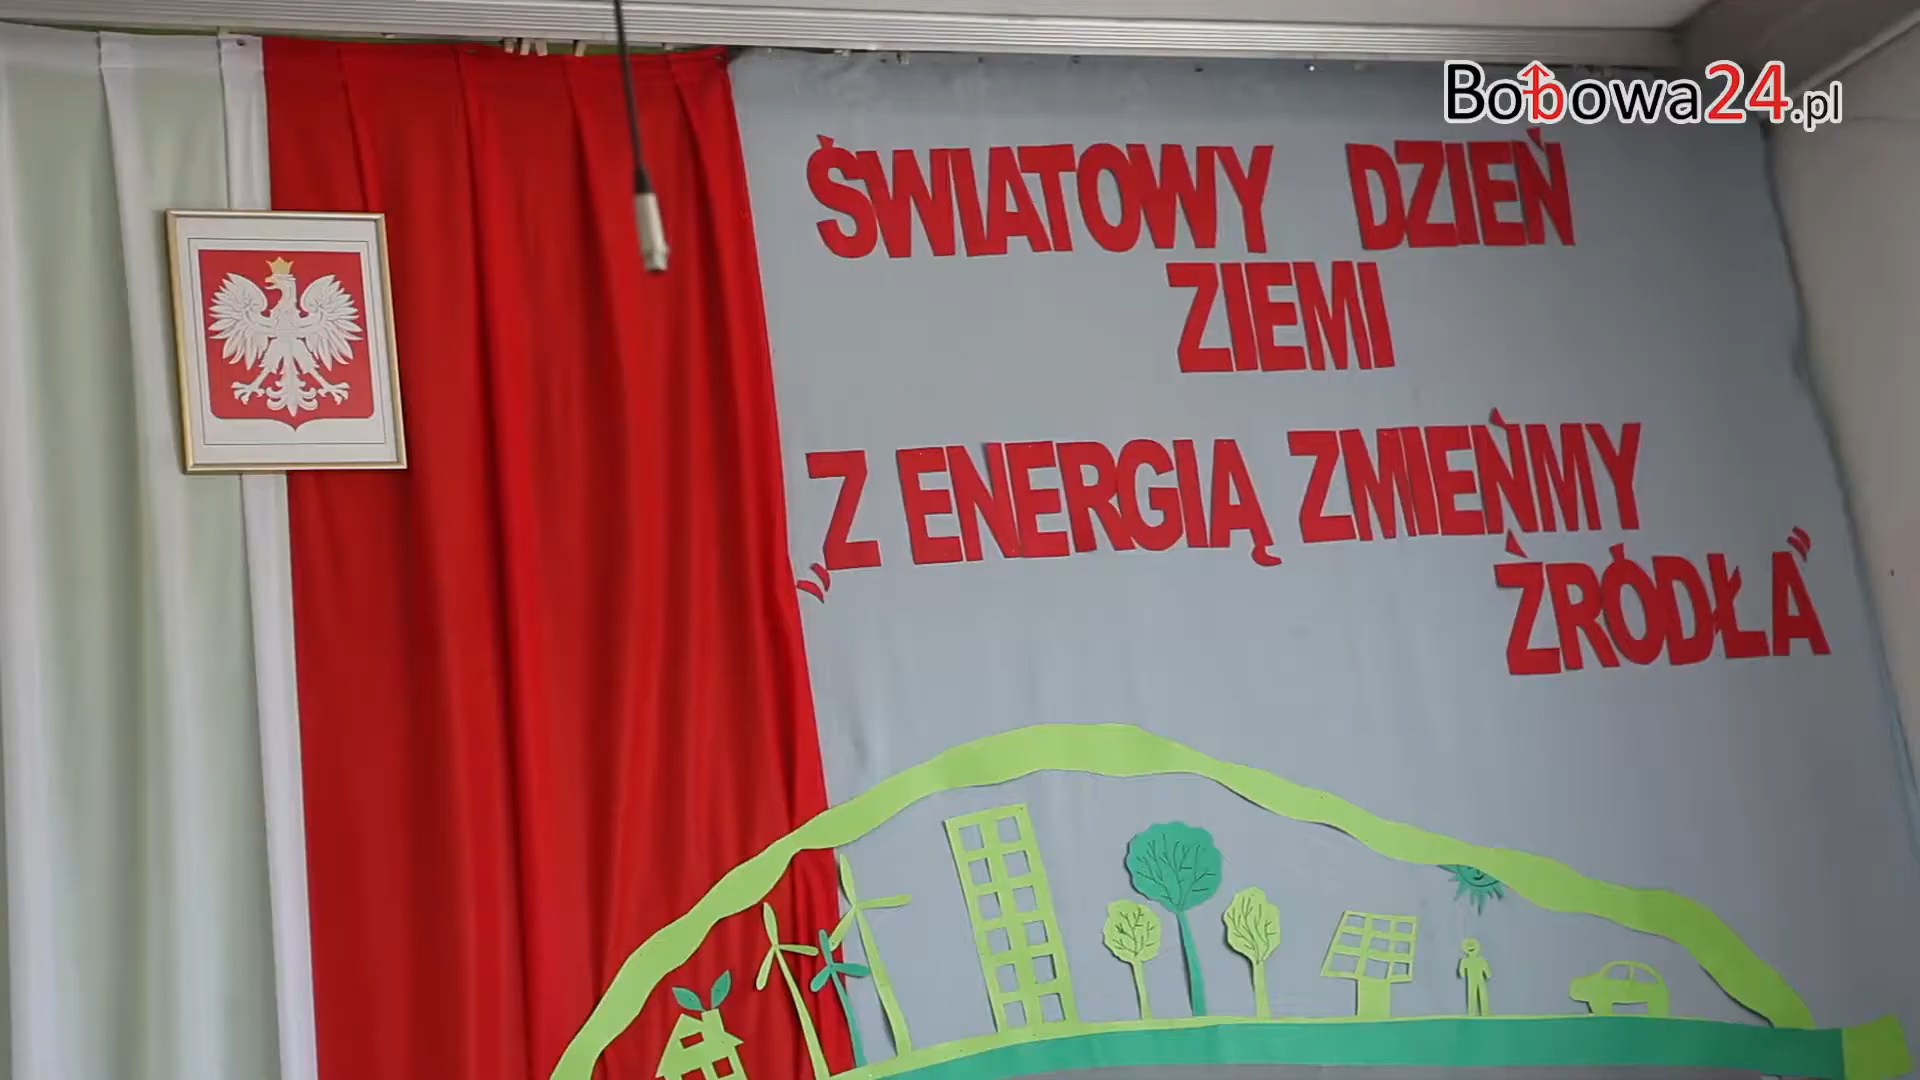 Bobowa24.pl
ŚWIATOWY DZIEŃ
ZIEMI
„Z ENERGIĄ ZMIEŃMY
ŹRÓDŁA”